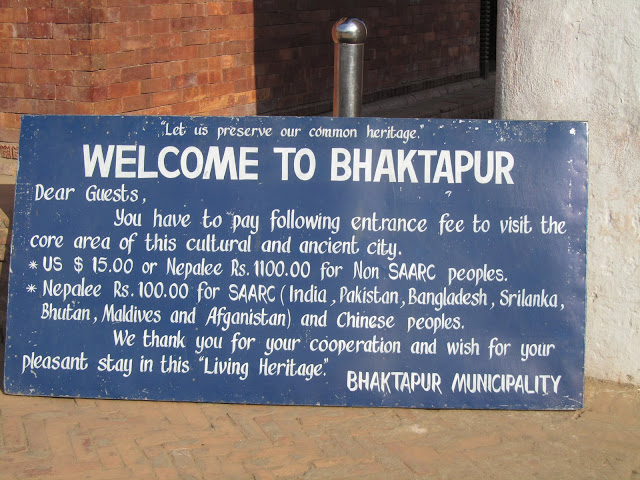 "Let us preserve our common heritage."
WELCOME TO BHAKTAPUR
Dear Guests,
You have to pay following entrance fee to visit the
core area of this cultural and ancient city.
* US $ 15.00 or Nepalee Rs. 1100.00 for Non SAARC peoples.
* Nepalee Rs. 100.00 for SAARC (India, Pakistan, Bangladesh, Srilanka,
Bhutan, Maldives and Afganistan) and Chinese peoples.
We thank you for your cooperation and wish for your
pleasant stay in this "Living Heritage."
BHAKTAPUR MUNICIPALITY